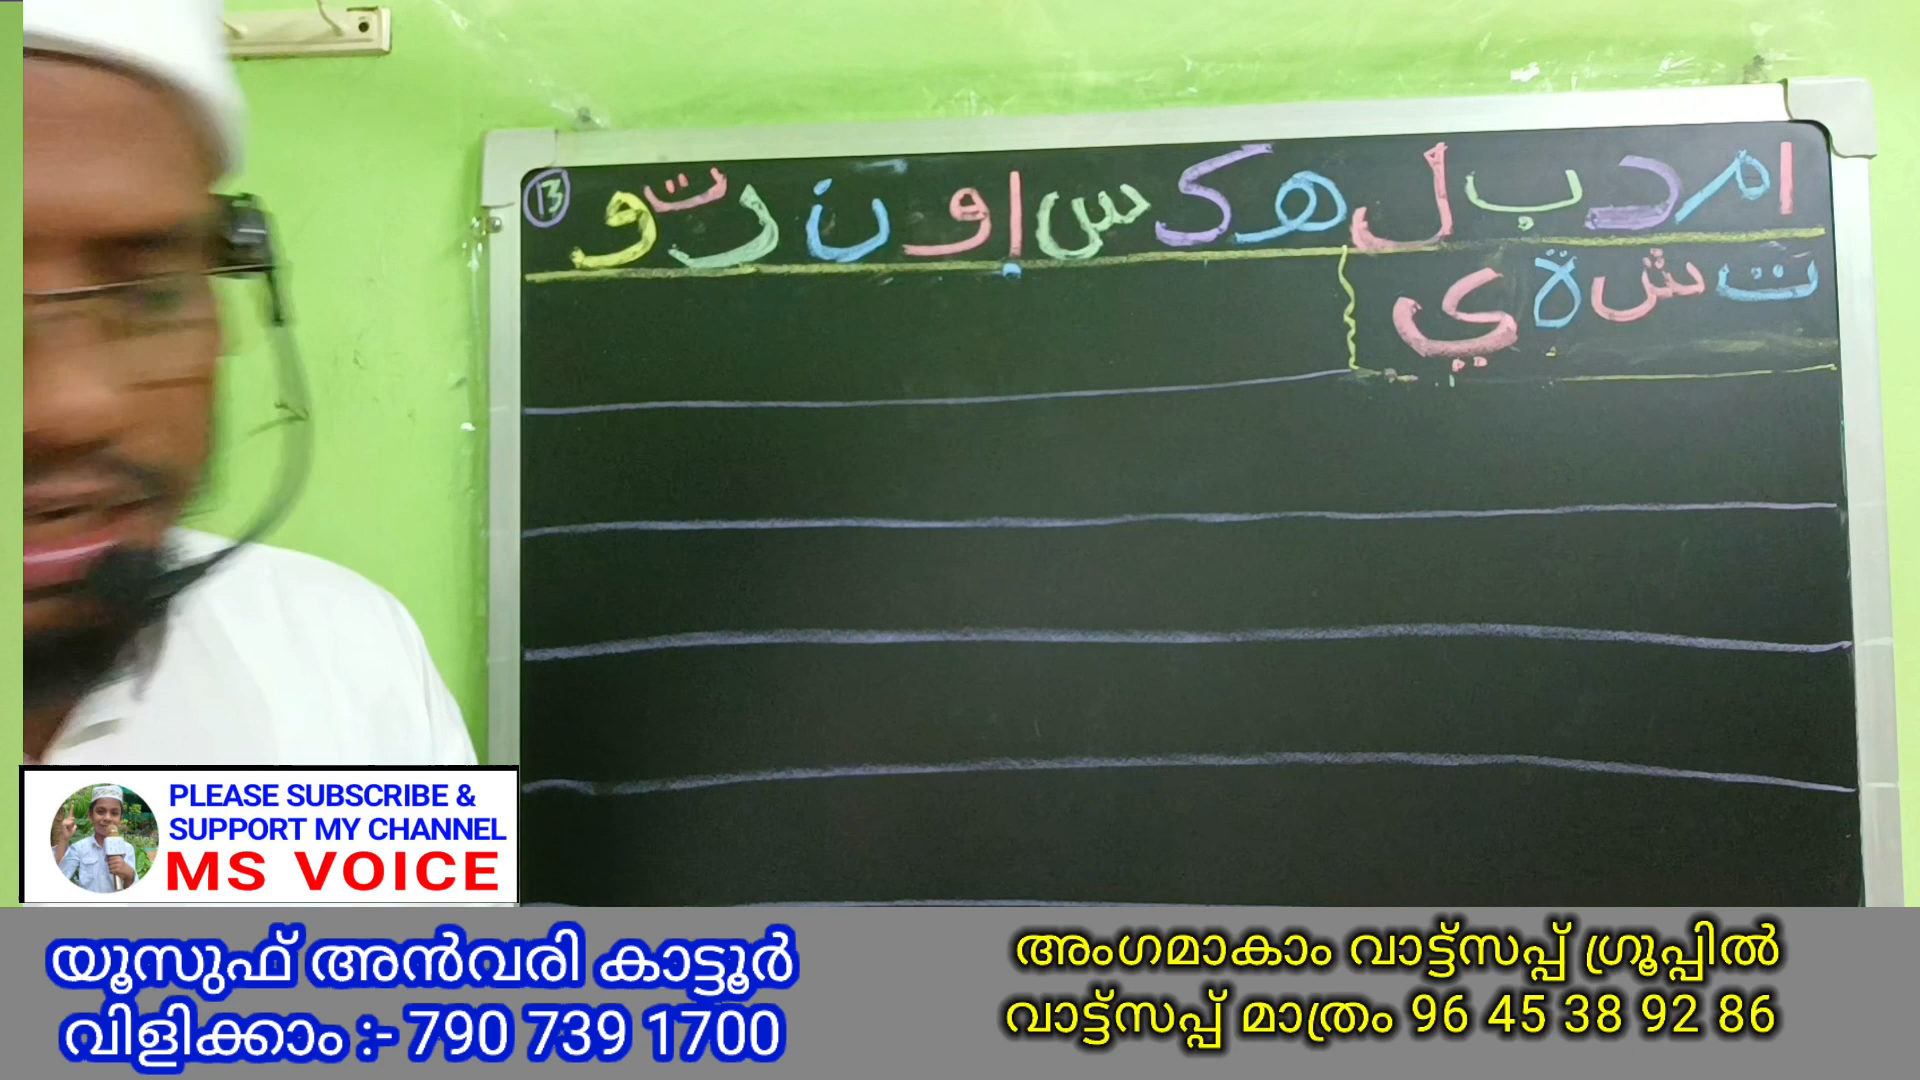 13
ا م د ب ل ه ک س اٖ و ن ر ت و
ت ش ة ي
PLEASE SUBSCRIBE &
SUPPORT MY CHANNEL
MS VOICE
യൂസുഫ് അൻവരി കാട്ടൂർ
വിളിക്കാം :- 790 739 1700
അംഗമാകാം വാട്ട്സപ്പ് ഗ്രൂപ്പിൽ
വാട്ട്സപ്പ് മാത്രം 96 45 38 92 86